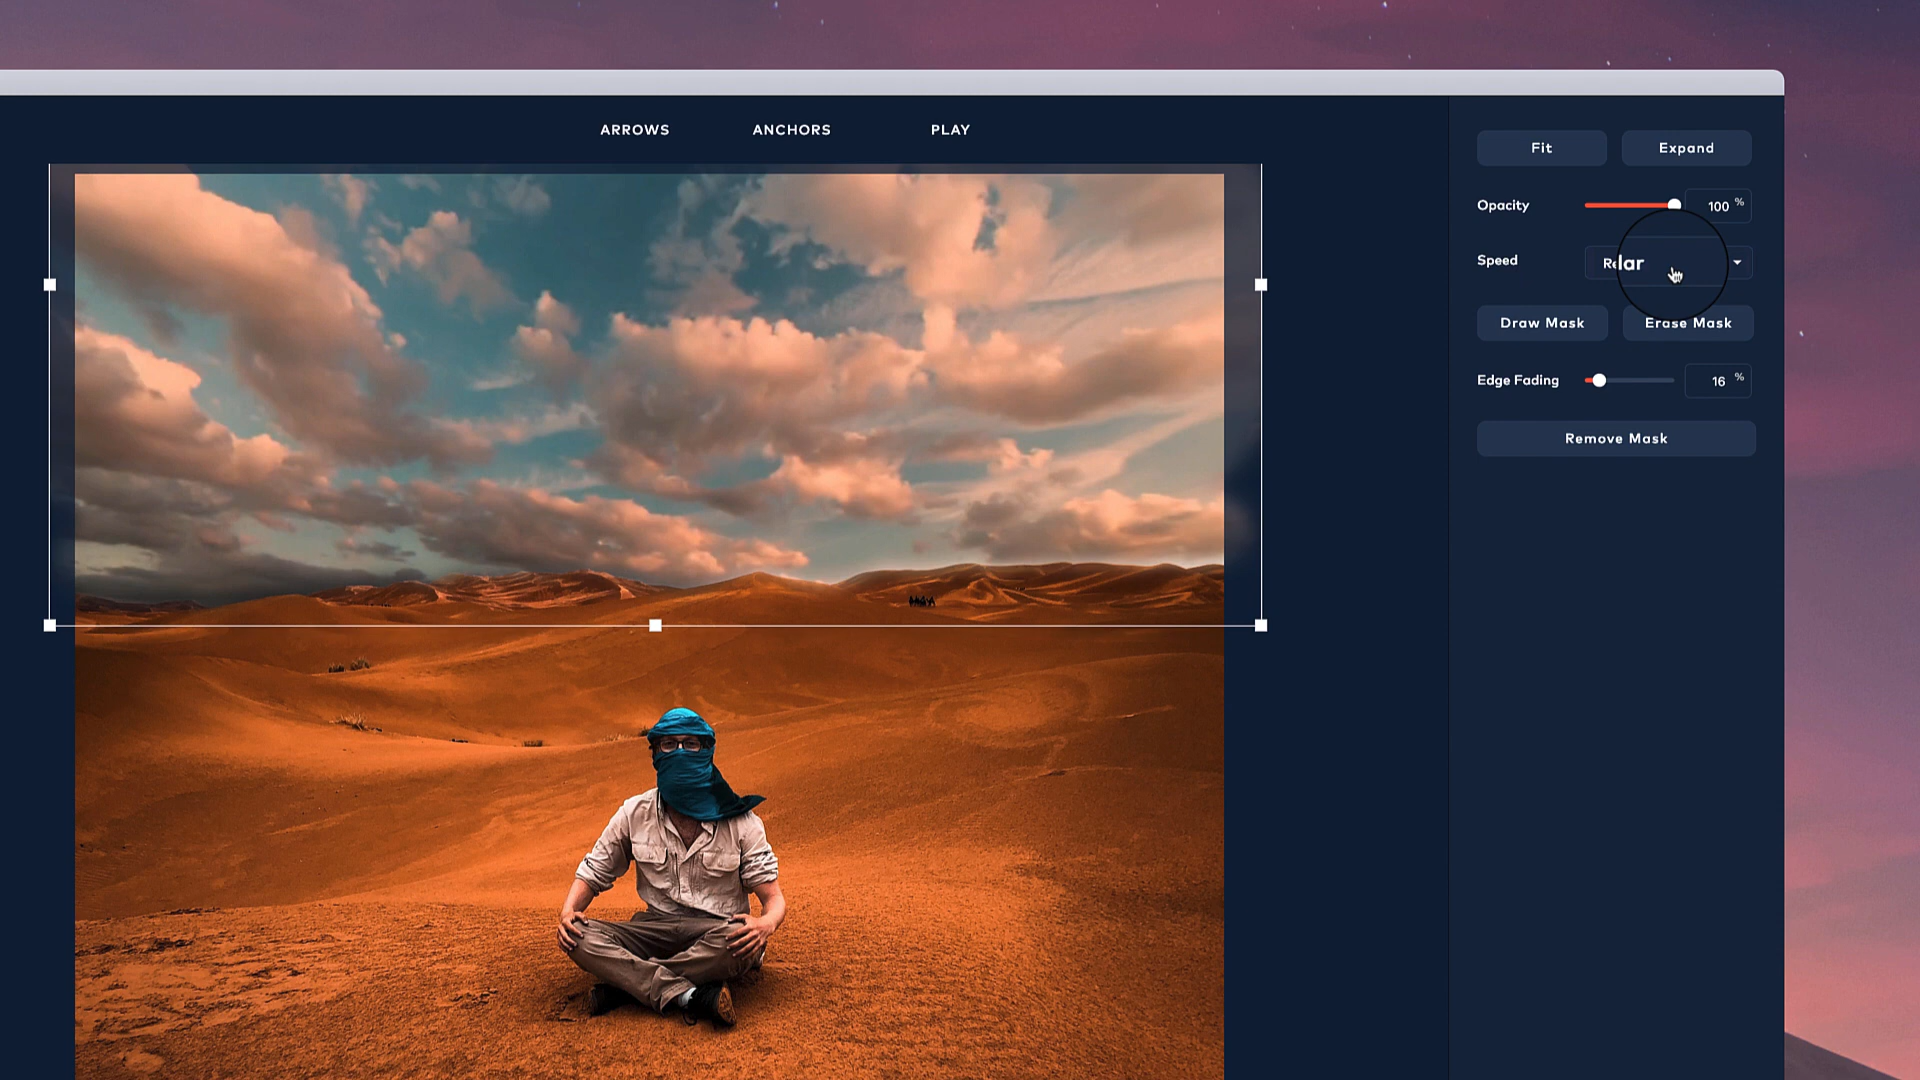 ARROWS ANCHORS PLAY
Fit Expand
Opacity 100 %
Speed
Draw Mask Erase Mask
Edge Fading 16 %
Remove Mask